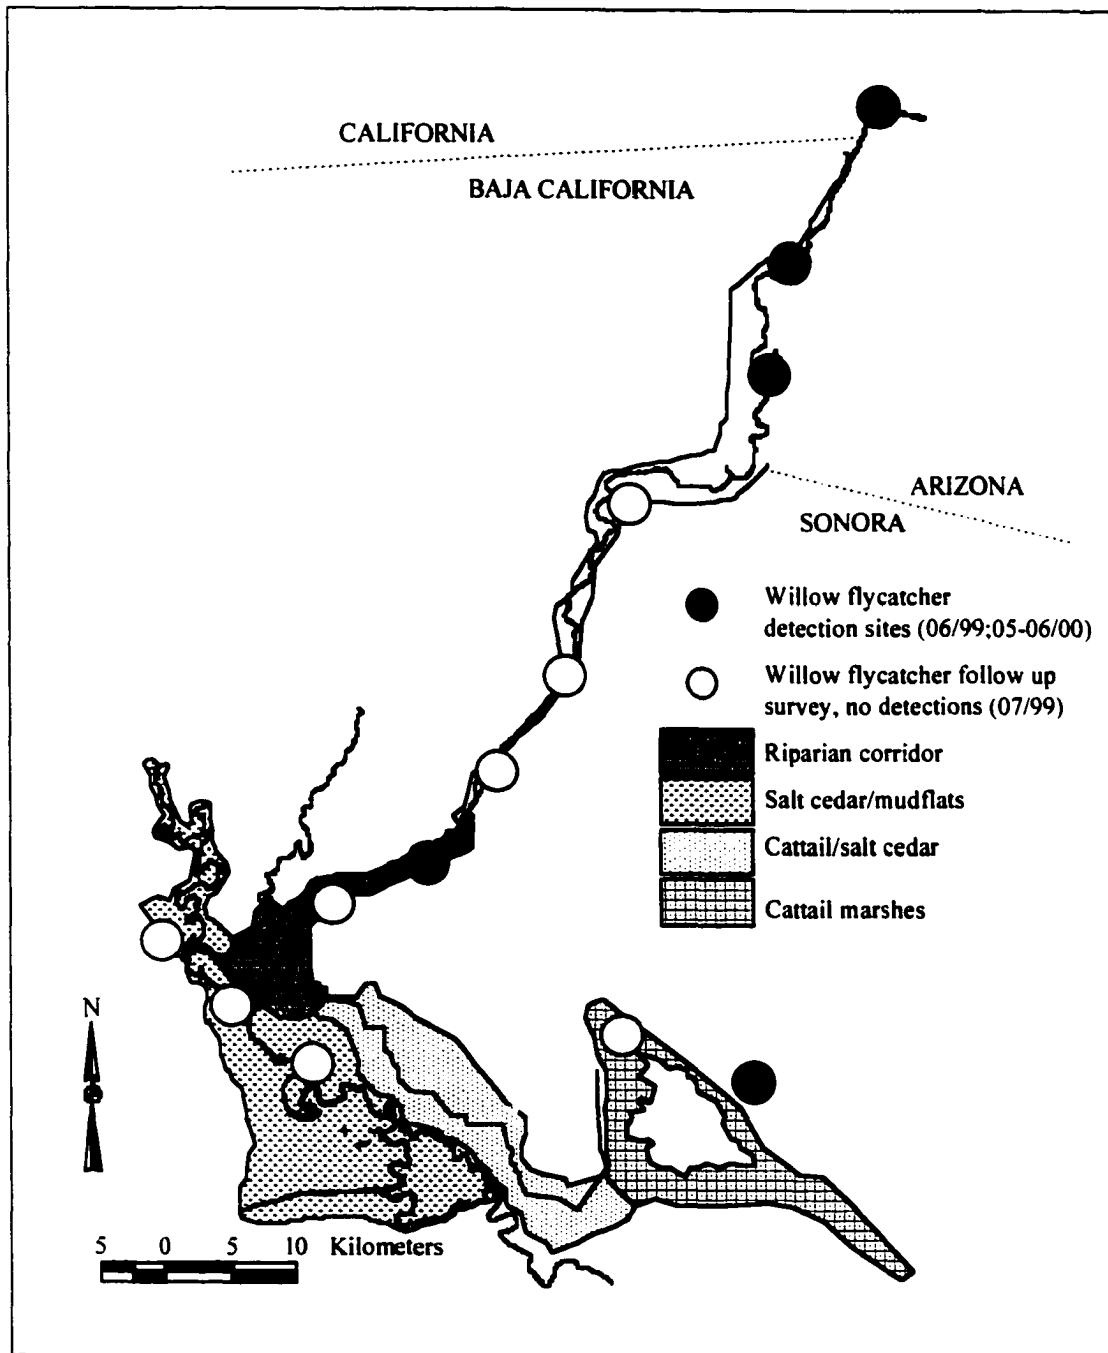 CALIFORNIA
BAJA CALIFORNIA
ARIZONA
SONORA
Willow flycatcher
detection sites (06/99;05-06/00)
Willow flycatcher follow up
survey, no detections (07/99)
Riparian corridor
Salt cedar/mudflats
Cattail/salt cedar
Cattail marshes
N
5 0 5 10 Kilometers